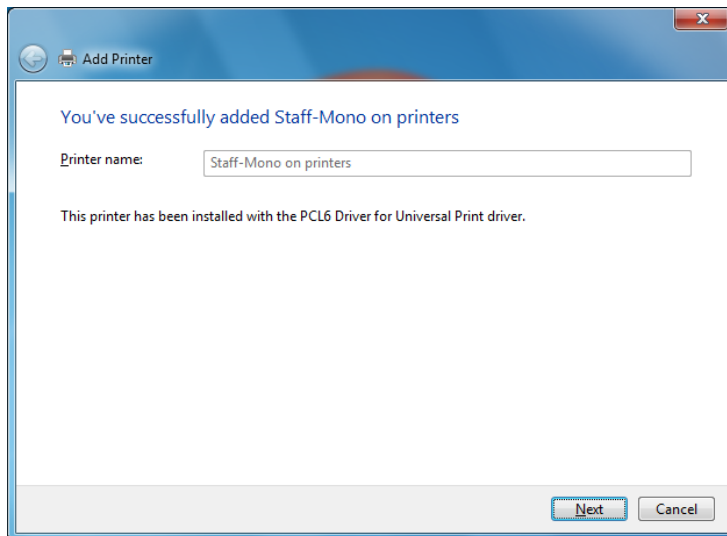 Add Printer
You've successfully added Staff-Mono on printers
Printer name: Staff-Mono on printers
This printer has been installed with the PCL6 Driver for Universal Print driver.
Next Cancel